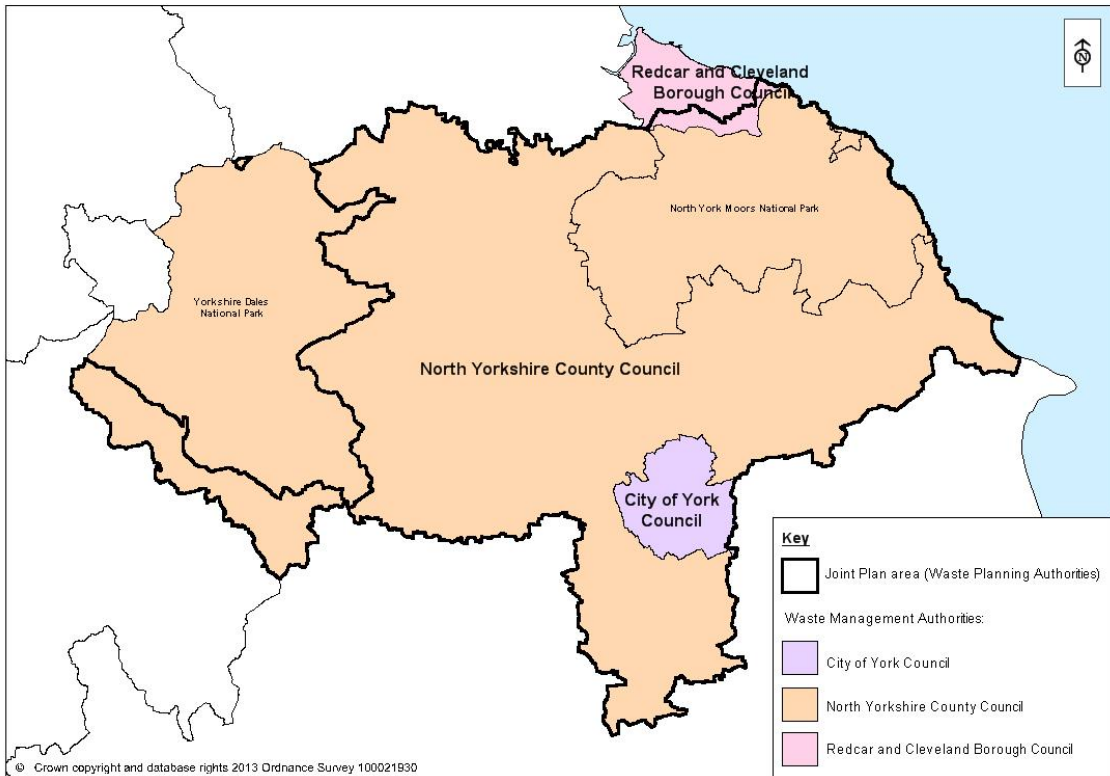 N
Redcar and Cleveland
Borough Council
North York Moors National Park
Yorkshire Dales
National Park
North Yorkshire County Council
City of York
Council
Key
Joint Plan area (Waste Planning Authorities)
Waste Management Authorities:
City of York Council
North Yorkshire County Council
Redcar and Cleveland Borough Council
© Crown copyright and database rights 2013 Ordnance Survey 100021930